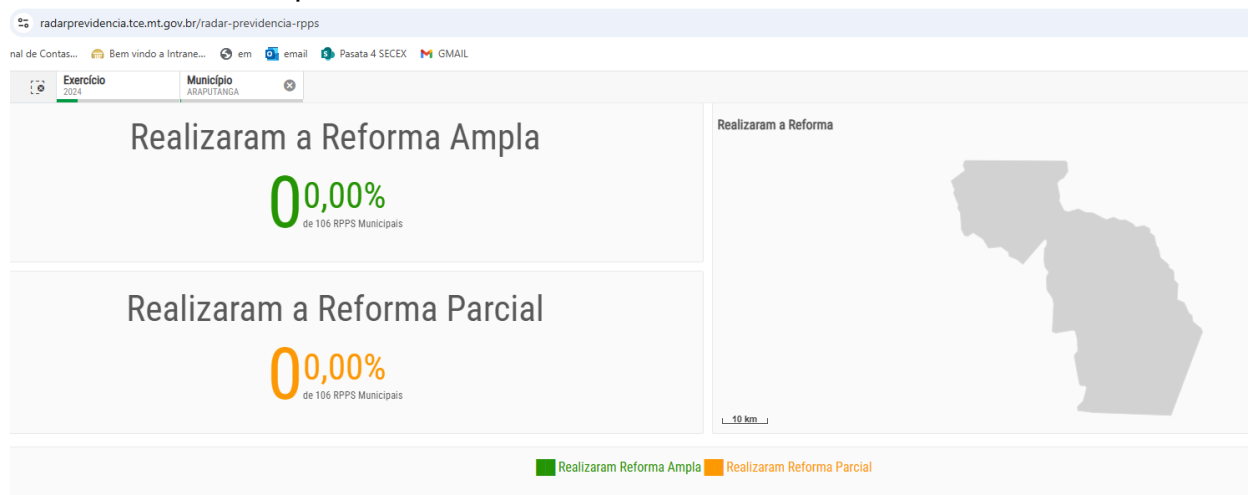 radarprevidencia.tce.mt.gov.br/radar-previdencia-rpps
nal de Contas... Bem vindo a Intrane... em email Pasata 4 SECEX GMAIL
Exercício Município
2024 ARAPUTANGA
Realizaram a Reforma Ampla
0 0,00%
de 106 RPPS Municipais
Realizaram a Reforma
Realizaram a Reforma Parcial
0 0,00%
de 106 RPPS Municipais
10 km
Realizaram Reforma Ampla Realizaram Reforma Parcial